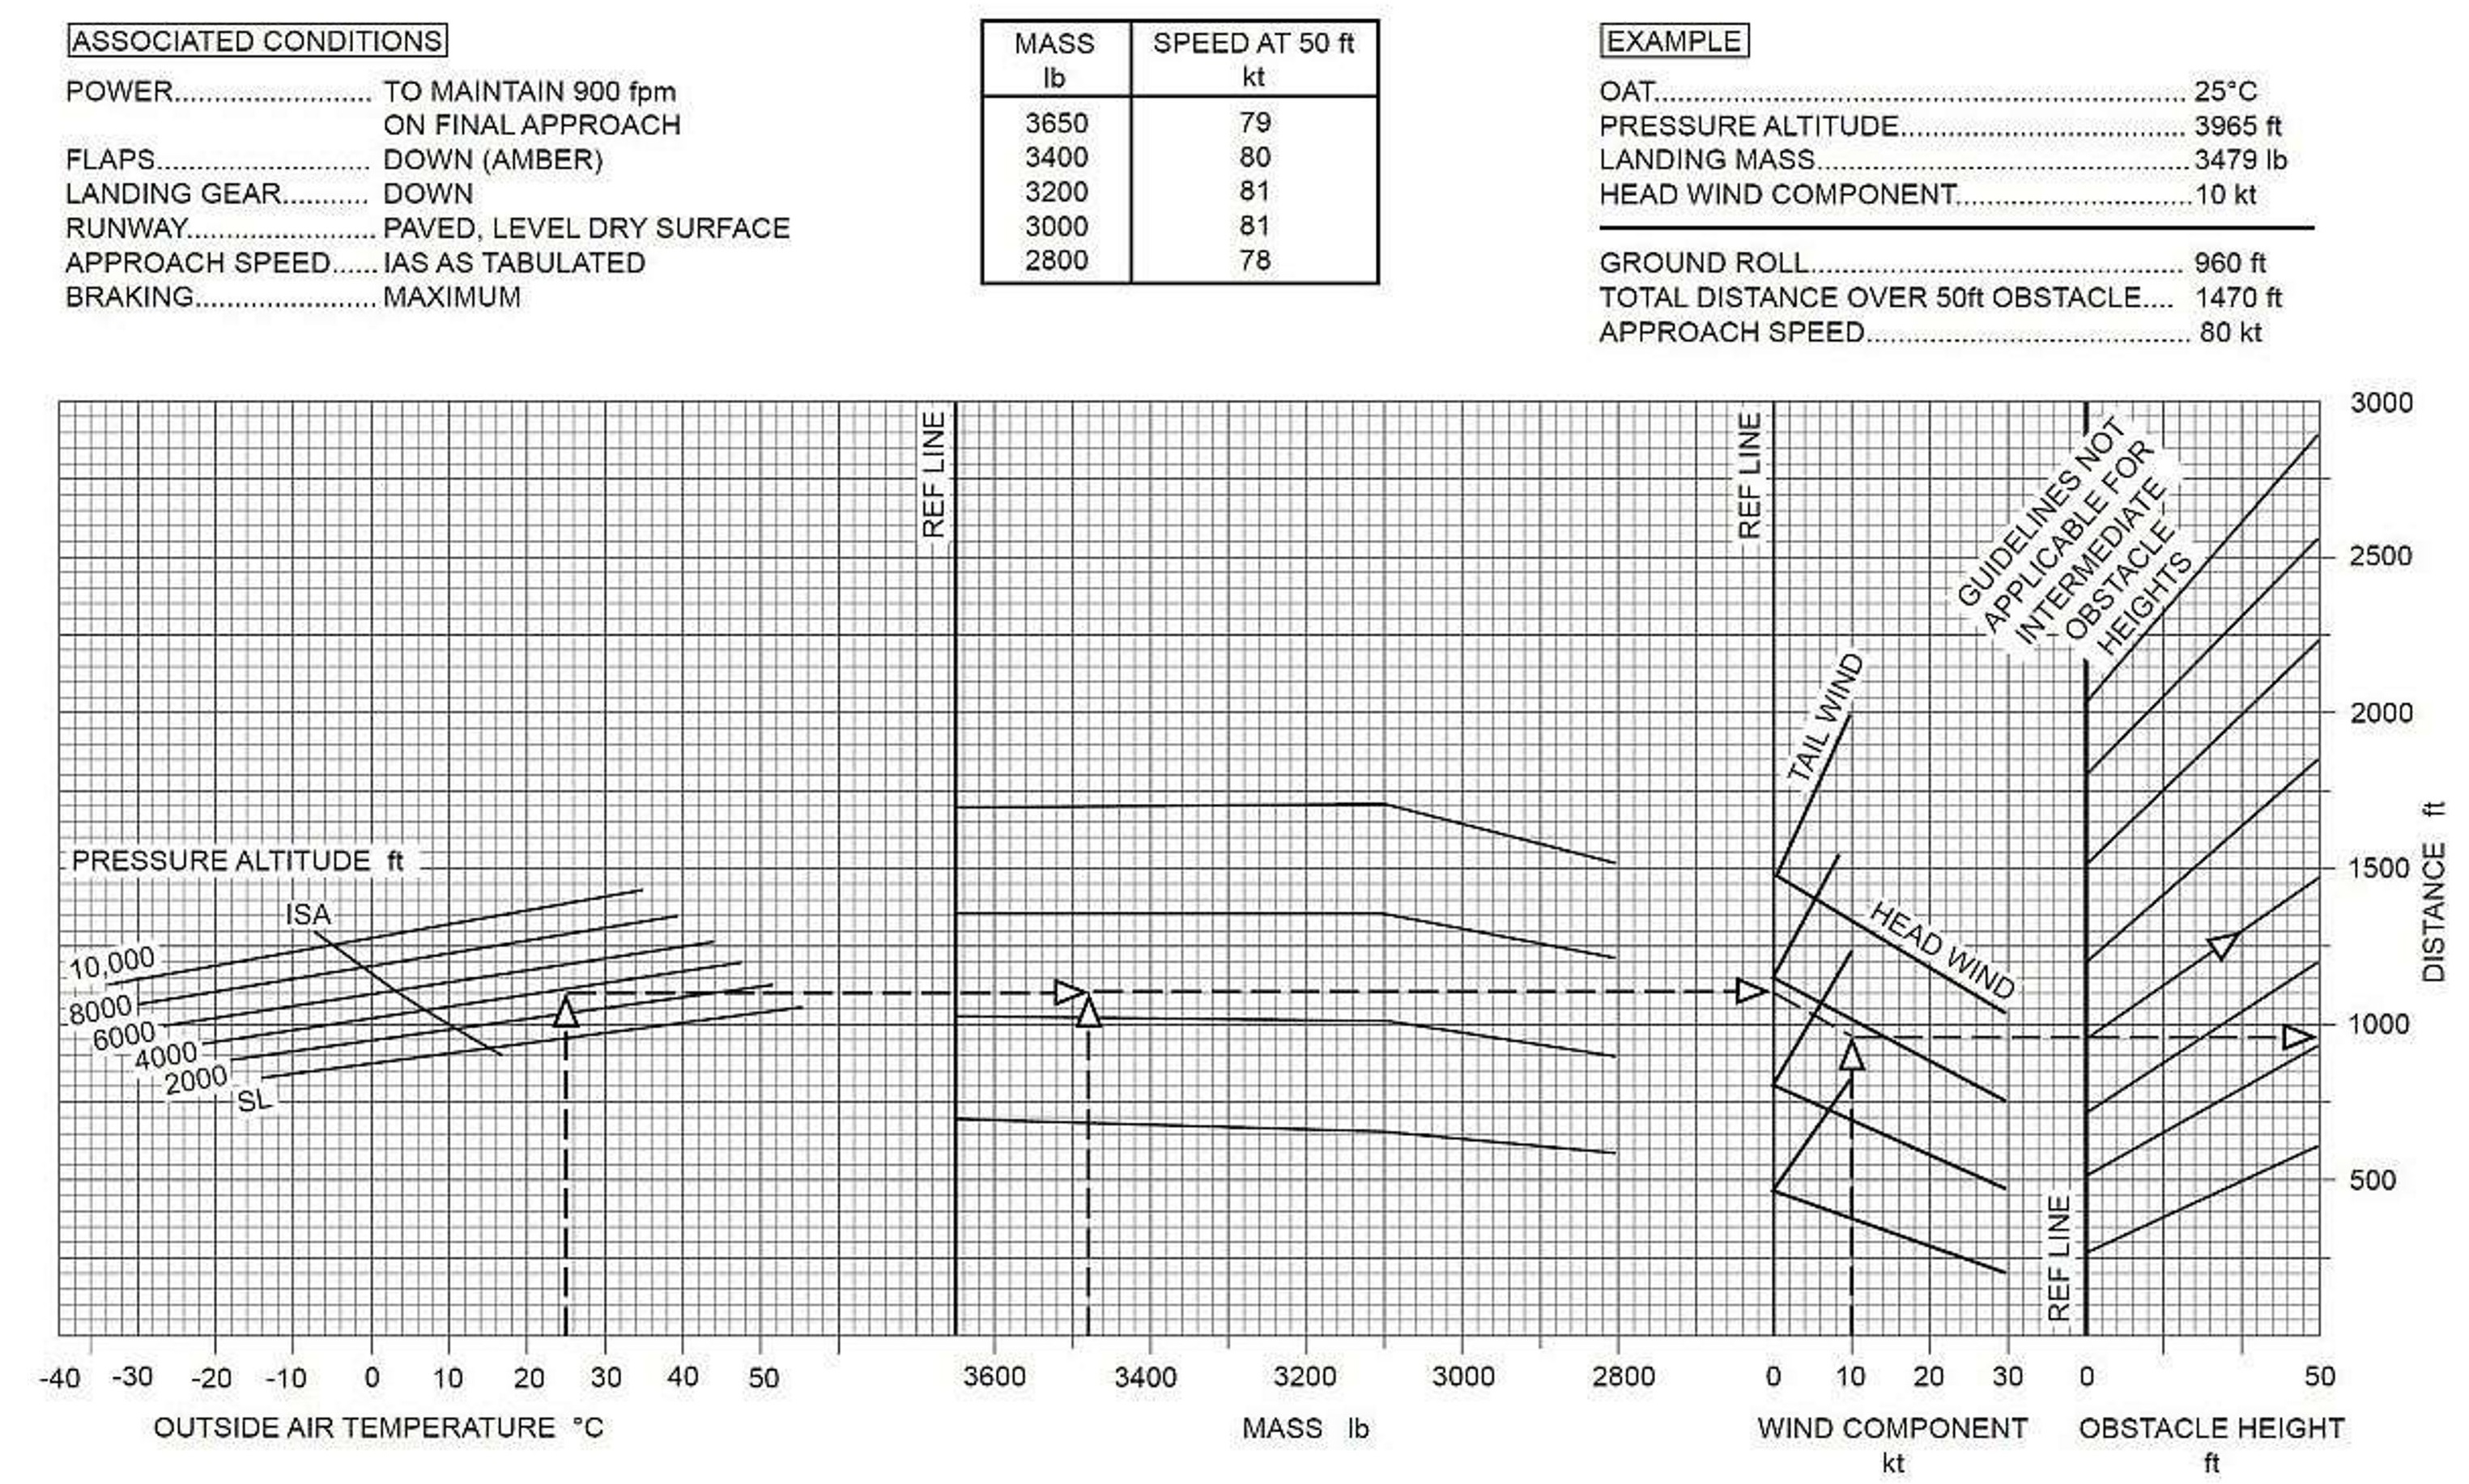 ASSOCIATED CONDITIONS
POWER........................ TO MAINTAIN 900 fpm
ON FINAL APPROACH
FLAPS.......................... DOWN (AMBER)
LANDING GEAR........... DOWN
RUNWAY....................... PAVED, LEVEL DRY SURFACE
APPROACH SPEED...... IAS AS TABULATED
BRAKING...................... MAXIMUM
MASS SPEED AT 50 ft
lb kt
3650 79
3400 80
3200 81
3000 81
2800 78
EXAMPLE
OAT................................................................. 25°C
PRESSURE ALTITUDE................................... 3965 ft
LANDING MASS.............................................. 3479 lb
HEAD WIND COMPONENT............................. 10 kt
GROUND ROLL.............................................. 960 ft
TOTAL DISTANCE OVER 50ft OBSTACLE.... 1470 ft
APPROACH SPEED........................................ 80 kt
REF LINE
REF LINE
GUIDELINES NOT
APPLICABLE FOR
INTERMEDIATE
OBSTACLE
HEIGHTS
3000
2500
2000
1500
1000
500
DISTANCE ft
TAIL WIND
HEAD WIND
REF LINE
PRESSURE ALTITUDE ft
ISA
10,000
8000
6000
4000
2000
SL
-40 -30 -20 -10 0 10 20 30 40 50 3600 3400 3200 3000 2800 0 10 20 30 0 50
OUTSIDE AIR TEMPERATURE °C MASS lb WIND COMPONENT OBSTACLE HEIGHT
kt ft